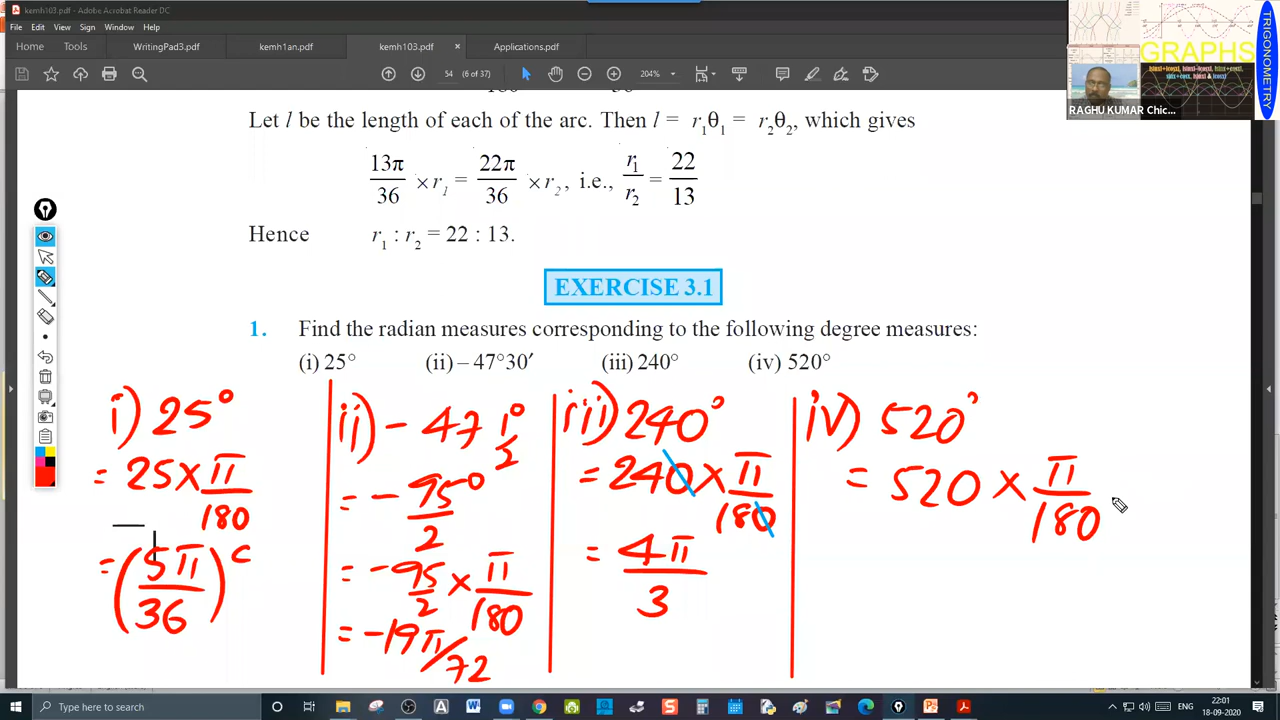 kemh103.pdf - Adobe Acrobat Reader DC
File Edit View Sign Window Help
Home Tools WritingPad3.pdf kemh1an.pdf kemh103.pdf × Applications.pdf
204%
GRAPHS
TRIGONOMETRY
RAGHU KUMAR Chic...
Let l be the length of each of the arc. Then l = r₁θ₁ = r₂θ₂, which gives
13π/36 × r₁ = 22π/36 × r₂, i.e., r₁/r₂ = 22/13
Hence r₁ : r₂ = 22 : 13.
EXERCISE 3.1
1. Find the radian measures corresponding to the following degree measures:
(i) 25° (ii) – 47°30′ (iii) 240° (iv) 520°
i) 25°
= 25 × π/180
= (5π/36)ᶜ
ii) - 47 1/2°
= - 95°/2
= - 95/2 × π/180
= - 19π/72
iii) 240°
= 240 × π/180
= 4π/3
iv) 520°
= 520 × π/180
Type here to search
22:01
18-09-2020